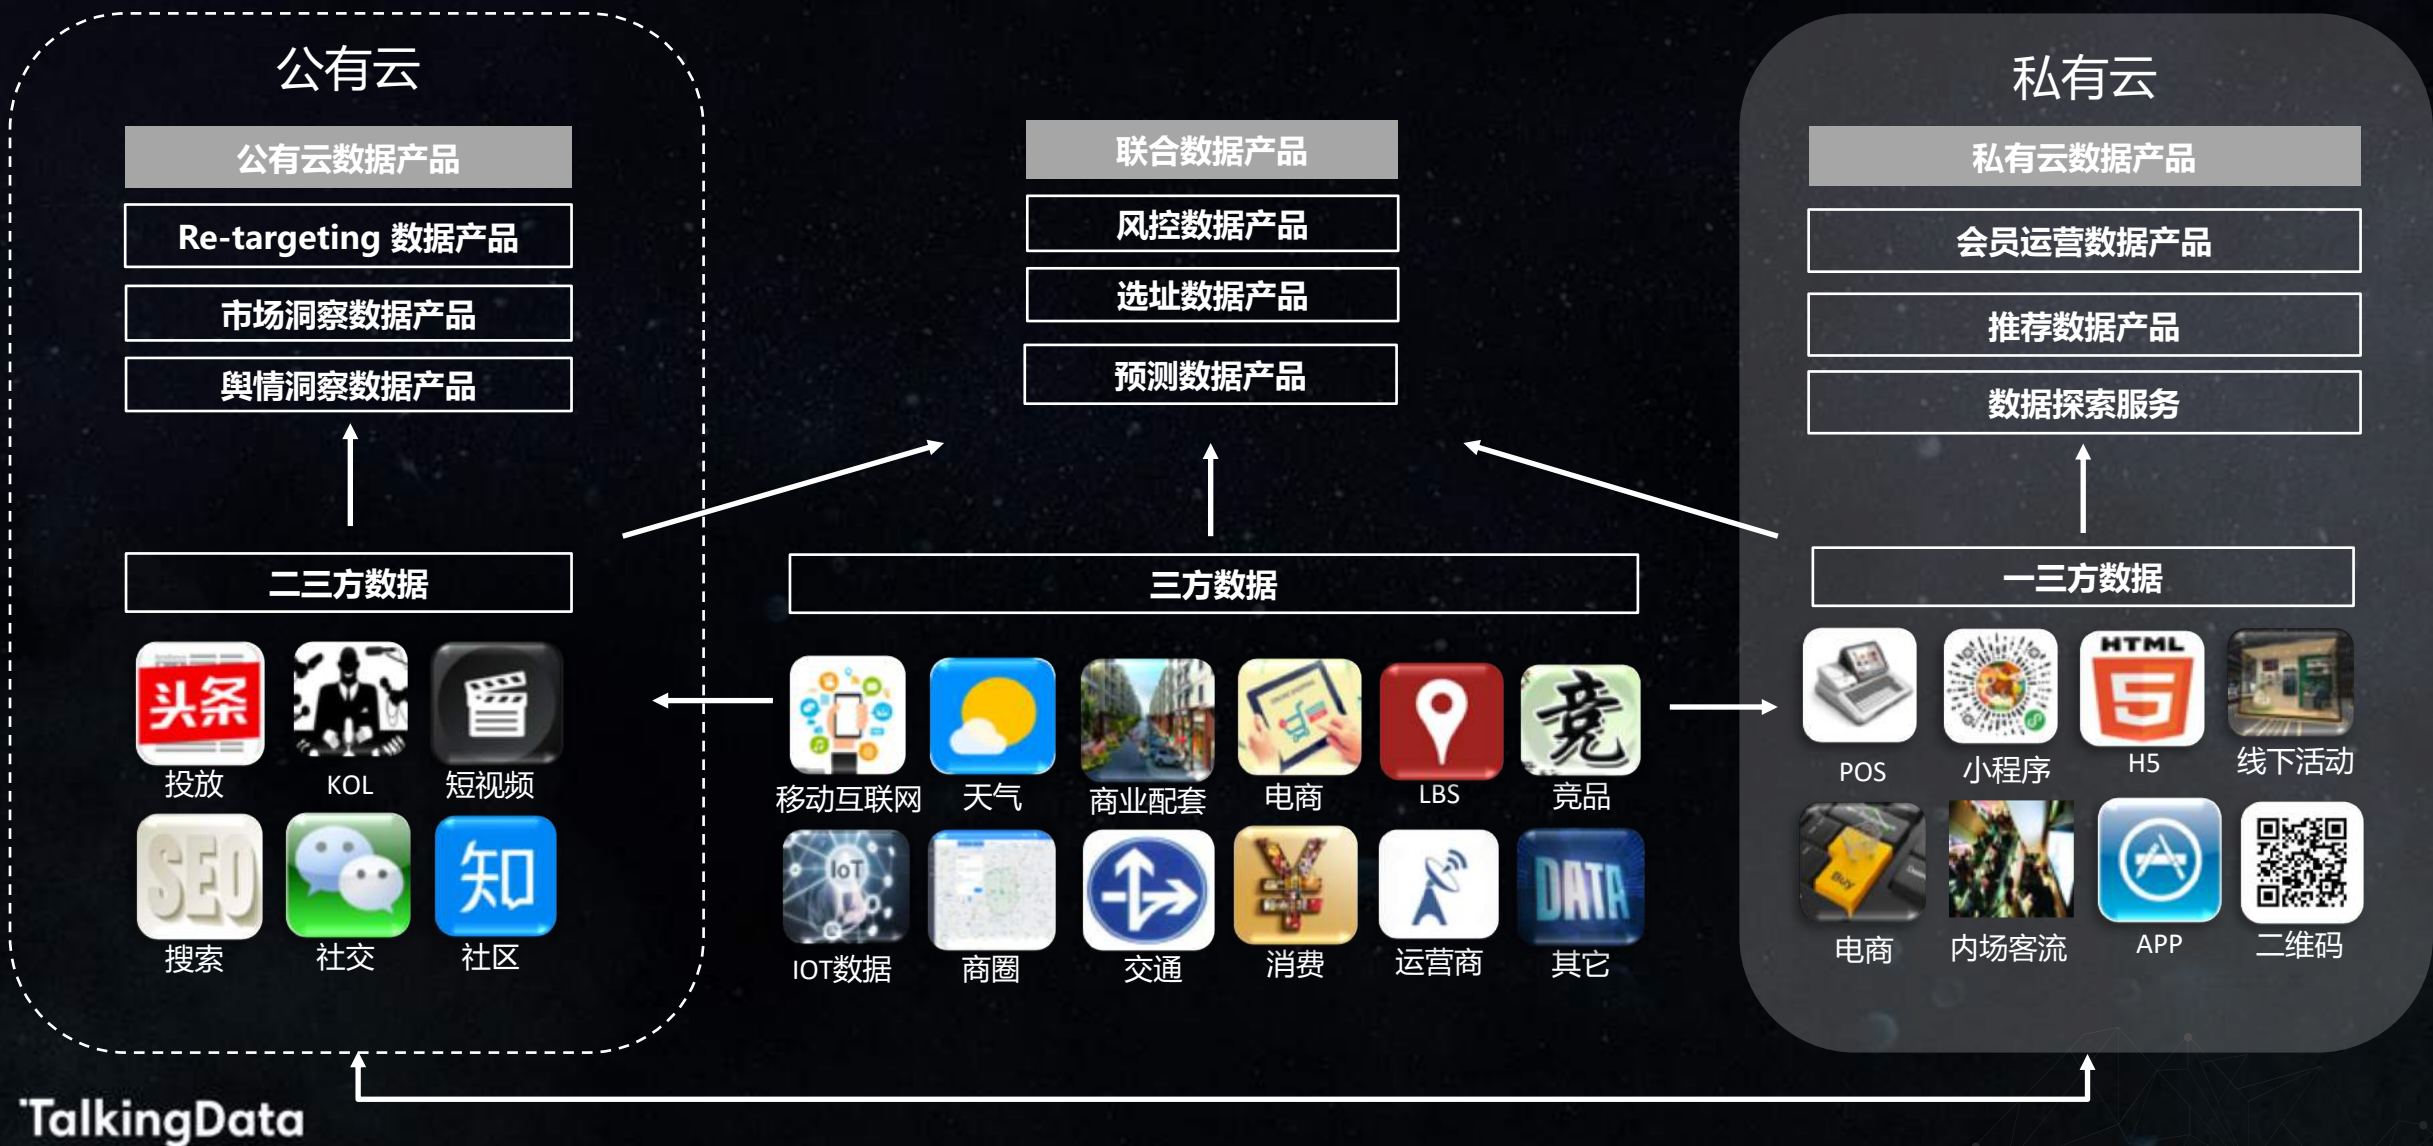 公有云
公有云数据产品
Re-targeting 数据产品
市场洞察数据产品
舆情洞察数据产品
二三方数据
头条
投放
KOL
短视频
SEO
搜索
社交
知
社区
联合数据产品
风控数据产品
选址数据产品
预测数据产品
三方数据
移动互联网
天气
商业配套
电商
LBS
竞
竞品
IoT
IOT数据
商圈
交通
¥
消费
运营商
DATA
其它
私有云
私有云数据产品
会员运营数据产品
推荐数据产品
数据探索服务
一三方数据
POS
小程序
HTML
5
H5
线下活动
Buy
电商
内场客流
APP
二维码
TalkingData